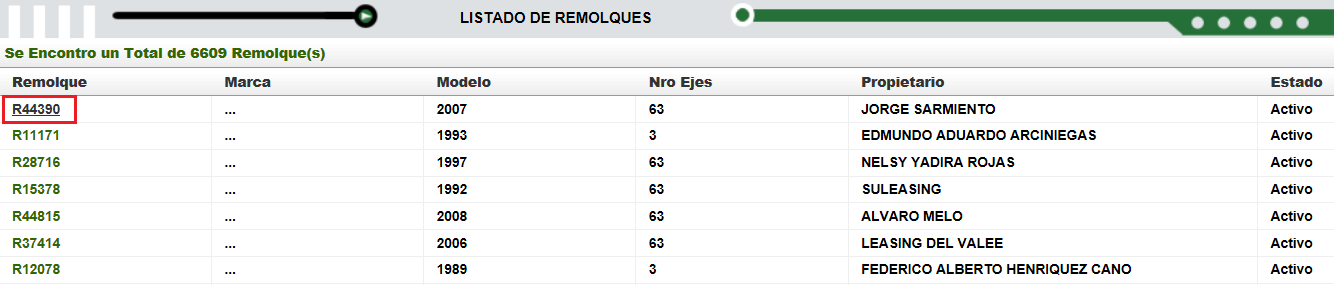 LISTADO DE REMOLQUES
Se Encontro un Total de 6609 Remolque(s)
Remolque Marca Modelo Nro Ejes Propietario Estado
R44390 ... 2007 63 JORGE SARMIENTO Activo
R11171 ... 1993 3 EDMUNDO ADUARDO ARCINIEGAS Activo
R28716 ... 1997 63 NELSY YADIRA ROJAS Activo
R15378 ... 1992 63 SULEASING Activo
R44815 ... 2008 63 ALVARO MELO Activo
R37414 ... 2006 63 LEASING DEL VALEE Activo
R12078 ... 1989 3 FEDERICO ALBERTO HENRIQUEZ CANO Activo